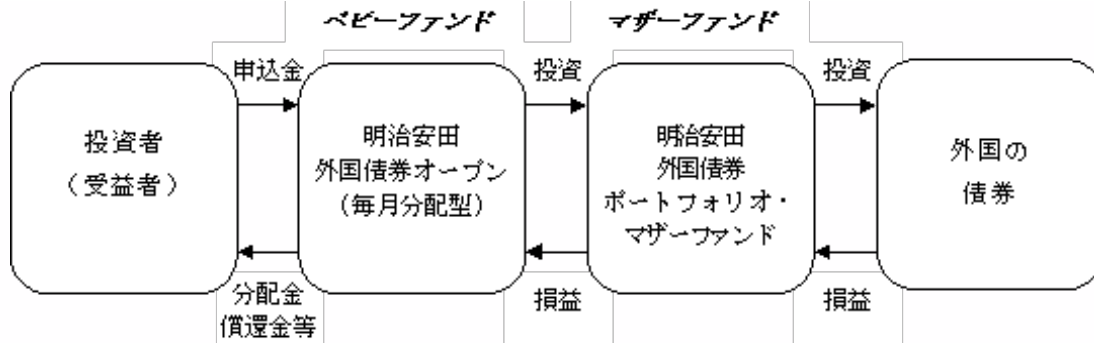 ベビーファンド
マザーファンド
申込金
投資
投資
投資者
（受益者）
明治安田
外国債券オープン
（毎月分配型）
明治安田
外国債券
ポートフォリオ・
マザーファンド
外国の
債券
分配金
償還金等
損益
損益